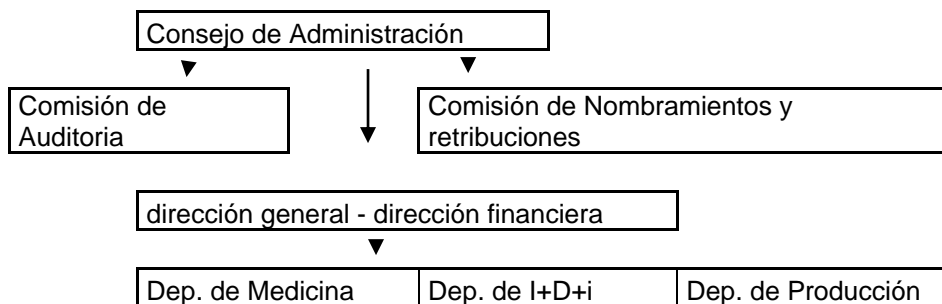 Consejo de Administración
Comisión de
Auditoria
Comisión de Nombramientos y
retribuciones
dirección general - dirección financiera
Dep. de Medicina
Dep. de I+D+i
Dep. de Producción